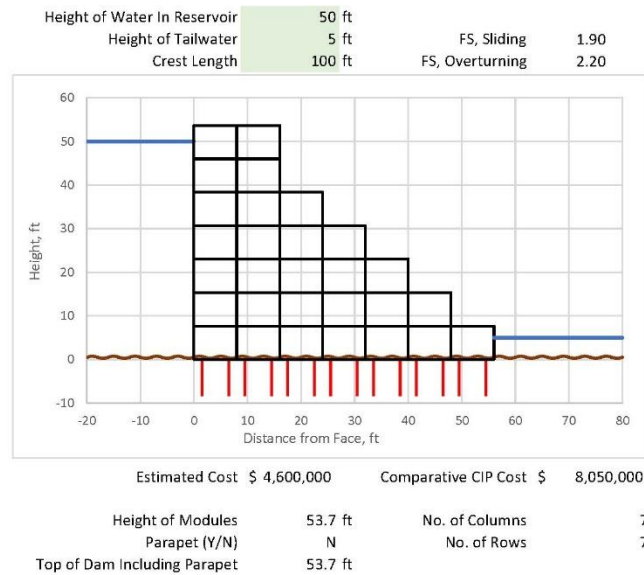 Height of Water In Reservoir 50 ft
Height of Tailwater 5 ft FS, Sliding 1.90
Crest Length 100 ft FS, Overturning 2.20
60
50
40
30
20
10
0
-10
Height, ft
-20 -10 0 10 20 30 40 50 60 70 80
Distance from Face, ft
Estimated Cost $ 4,600,000 Comparative CIP Cost $ 8,050,000
Height of Modules 53.7 ft No. of Columns 7
Parapet (Y/N) N No. of Rows 7
Top of Dam Including Parapet 53.7 ft